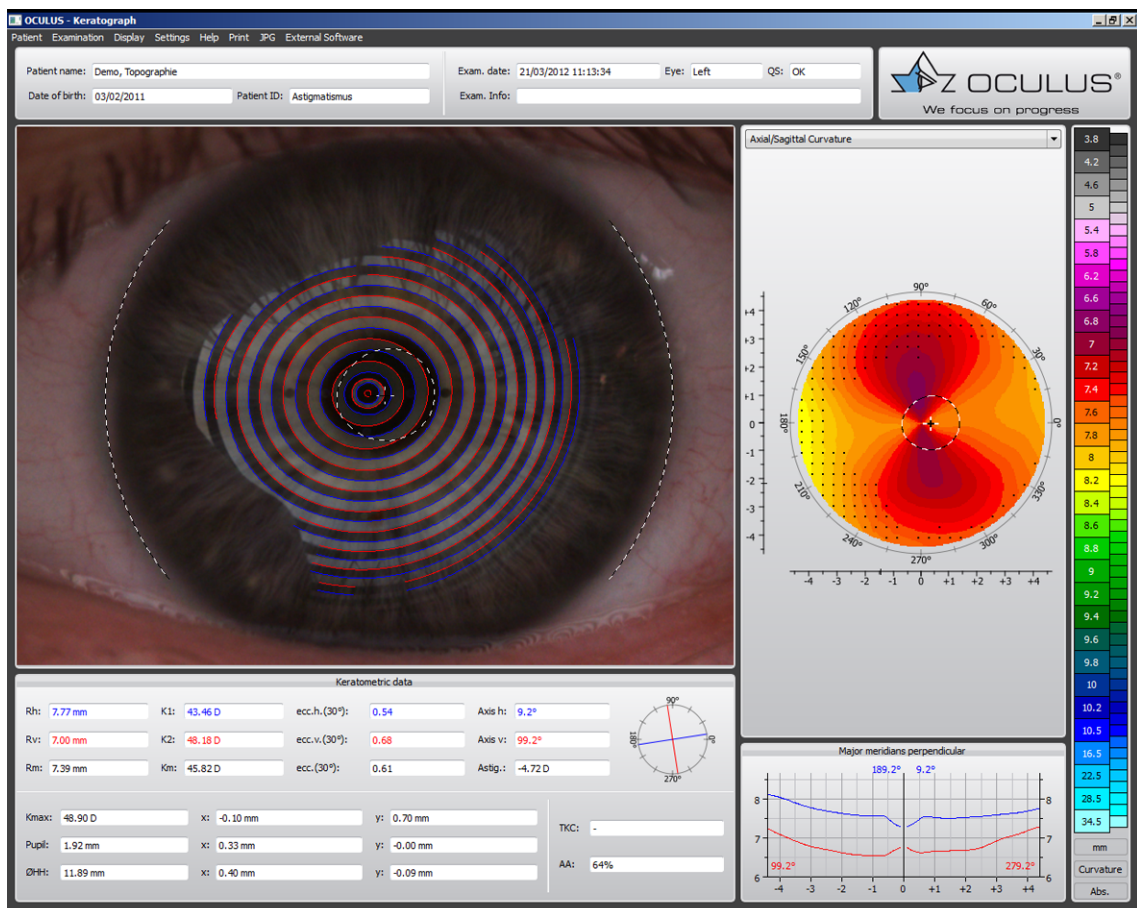 OCULUS - Keratograph
Patient Examination Display Settings Help Print JPG External Software
Patient name: Demo, Topographie
Exam. date: 21/03/2012 11:13:34 Eye: Left QS: OK
Date of birth: 03/02/2011 Patient ID: Astigmatismus
Exam. Info:
OCULUS®
We focus on progress
Axial/Sagittal Curvature
90°
120° 60°
150° 30°
180° 0°
210° 330°
240° 300°
270°
+4
+3
+2
+1
0
-1
-2
-3
-4
-4 -3 -2 -1 0 +1 +2 +3 +4
3.8
4.2
4.6
5
5.4
5.8
6.2
6.6
6.8
7
7.2
7.4
7.6
7.8
8
8.2
8.4
8.6
8.8
9
9.2
9.4
9.6
9.8
10
10.2
10.5
16.5
22.5
28.5
34.5
mm
Curvature
Abs.
Keratometric data
Rh: 7.77 mm K1: 43.46 D ecc.h.(30°): 0.54 Axis h: 9.2°
Rv: 7.00 mm K2: 48.18 D ecc.v.(30°): 0.68 Axis v: 99.2°
Rm: 7.39 mm Km: 45.82 D ecc.(30°): 0.61 Astig.: -4.72 D
90°
180° 0°
270°
Kmax: 48.90 D x: -0.10 mm y: 0.70 mm
Pupil: 1.92 mm x: 0.33 mm y: -0.00 mm
ØHH: 11.89 mm x: 0.40 mm y: -0.09 mm
TKC: -
AA: 64%
Major meridians perpendicular
189.2° 9.2°
8 8
7 7
99.2° 279.2°
6 6
-4 -3 -2 -1 0 +1 +2 +3 +4